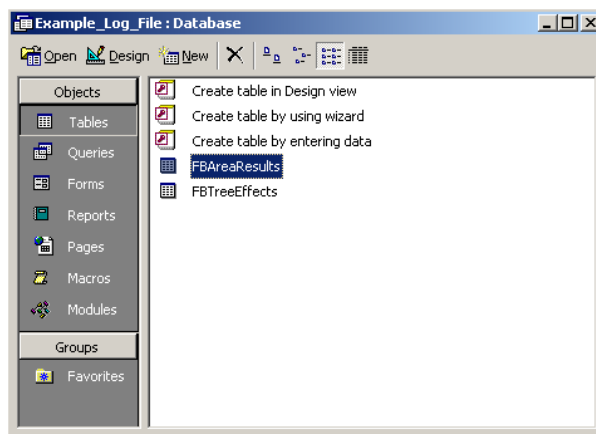 Example_Log_File : Database
Open Design New
Objects
Tables
Queries
Forms
Reports
Pages
Macros
Modules
Groups
Favorites
Create table in Design view
Create table by using wizard
Create table by entering data
FBAreaResults
FBTreeEffects